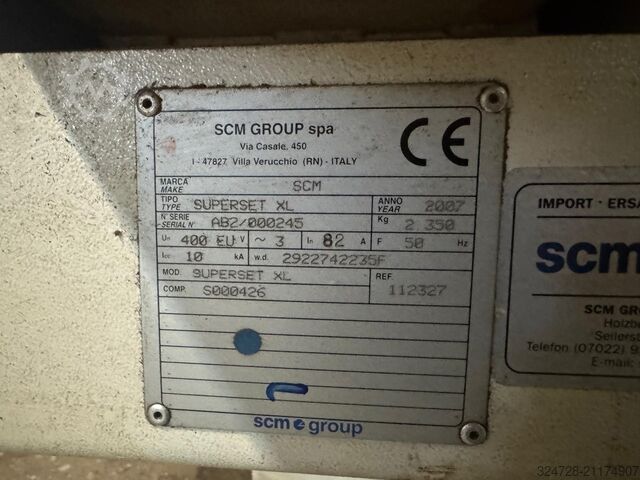 SCM GROUP spa
Via Casale, 450
I - 47827 Villa Verucchio (RN) - ITALY
CE
MARCA
MAKE SCM
TIPO
TYPE SUPERSET XL ANNO
YEAR 2007
N SERIE
SERIAL N° AB2/000245 Kg 2.350
Un 400 EU V ~ 3 In 82 A F 50 Hz
Icc 10 kA w.d. 2922742235F
MOD. SUPERSET XL REF. 112327
COMP. S000426
scm group
IMPORT · ERSA
scm
SCM GRO
Holzbe
Seilerst
Telefon (07022) 9
E-mail:
324728-21174907